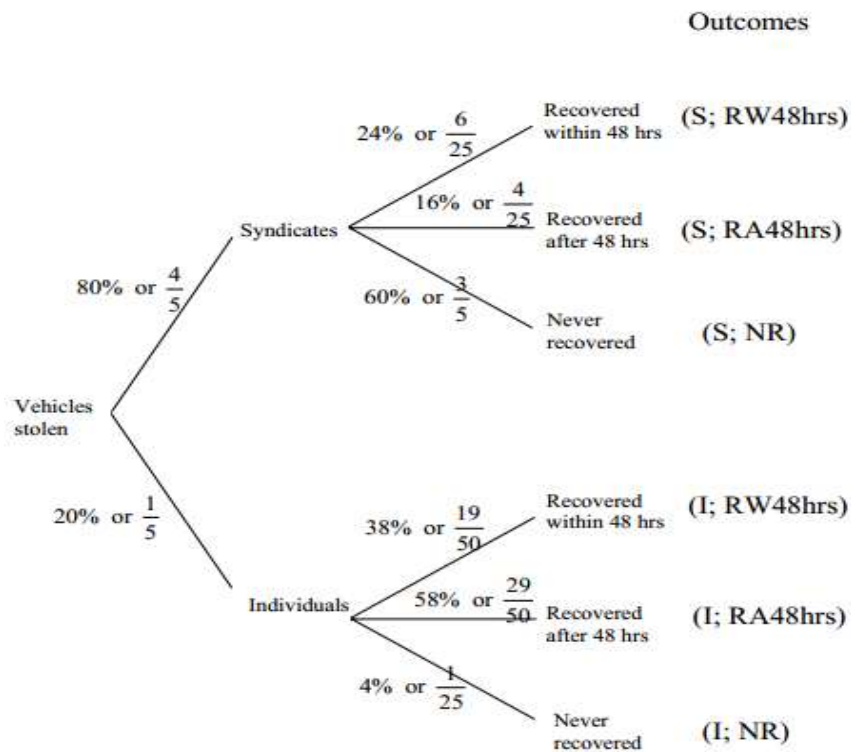 Outcomes
24% or 6/25
Recovered
within 48 hrs
(S; RW48hrs)
16% or 4/25
Syndicates
Recovered
after 48 hrs
(S; RA48hrs)
80% or 4/5
60% or 3/5
Never
recovered
(S; NR)
Vehicles
stolen
20% or 1/5
38% or 19/50
Recovered
within 48 hrs
(I; RW48hrs)
Individuals
58% or 29/50
Recovered
after 48 hrs
(I; RA48hrs)
4% or 1/25
Never
recovered
(I; NR)